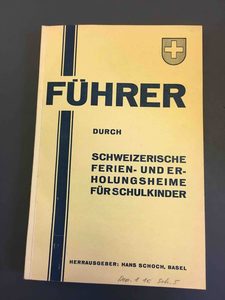 FÜHRER
DURCH
SCHWEIZERISCHE
FERIEN- UND ER-
HOLUNGSHEIME
FÜR SCHULKINDER
HERAUSGEBER: HANS SCHOCH, BASEL